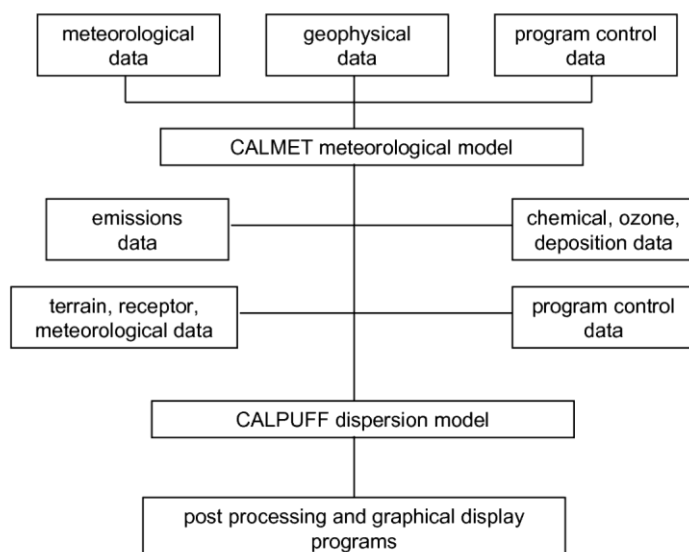 meteorological
data
geophysical
data
program control
data
CALMET meteorological model
emissions
data
chemical, ozone,
deposition data
terrain, receptor,
meteorological data
program control
data
CALPUFF dispersion model
post processing and graphical display
programs